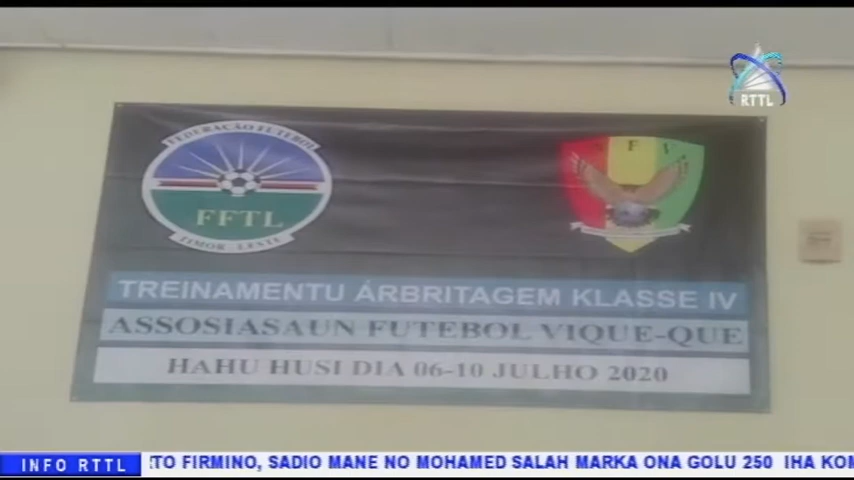 RTTL
FEDERAÇÃO FUTEBOL
FFTL
TIMOR - LESTE
F V
TREINAMENTU ÁRBRITAGEM KLASSE IV
ASSOSIASAUN FUTEBOL VIQUE-QUE
HAHU HUSI DIA 06-10 JULHO 2020
INFO RTTL
TO FIRMINO, SADIO MANE NO MOHAMED SALAH MARKA ONA GOLU 250 IHA KOM